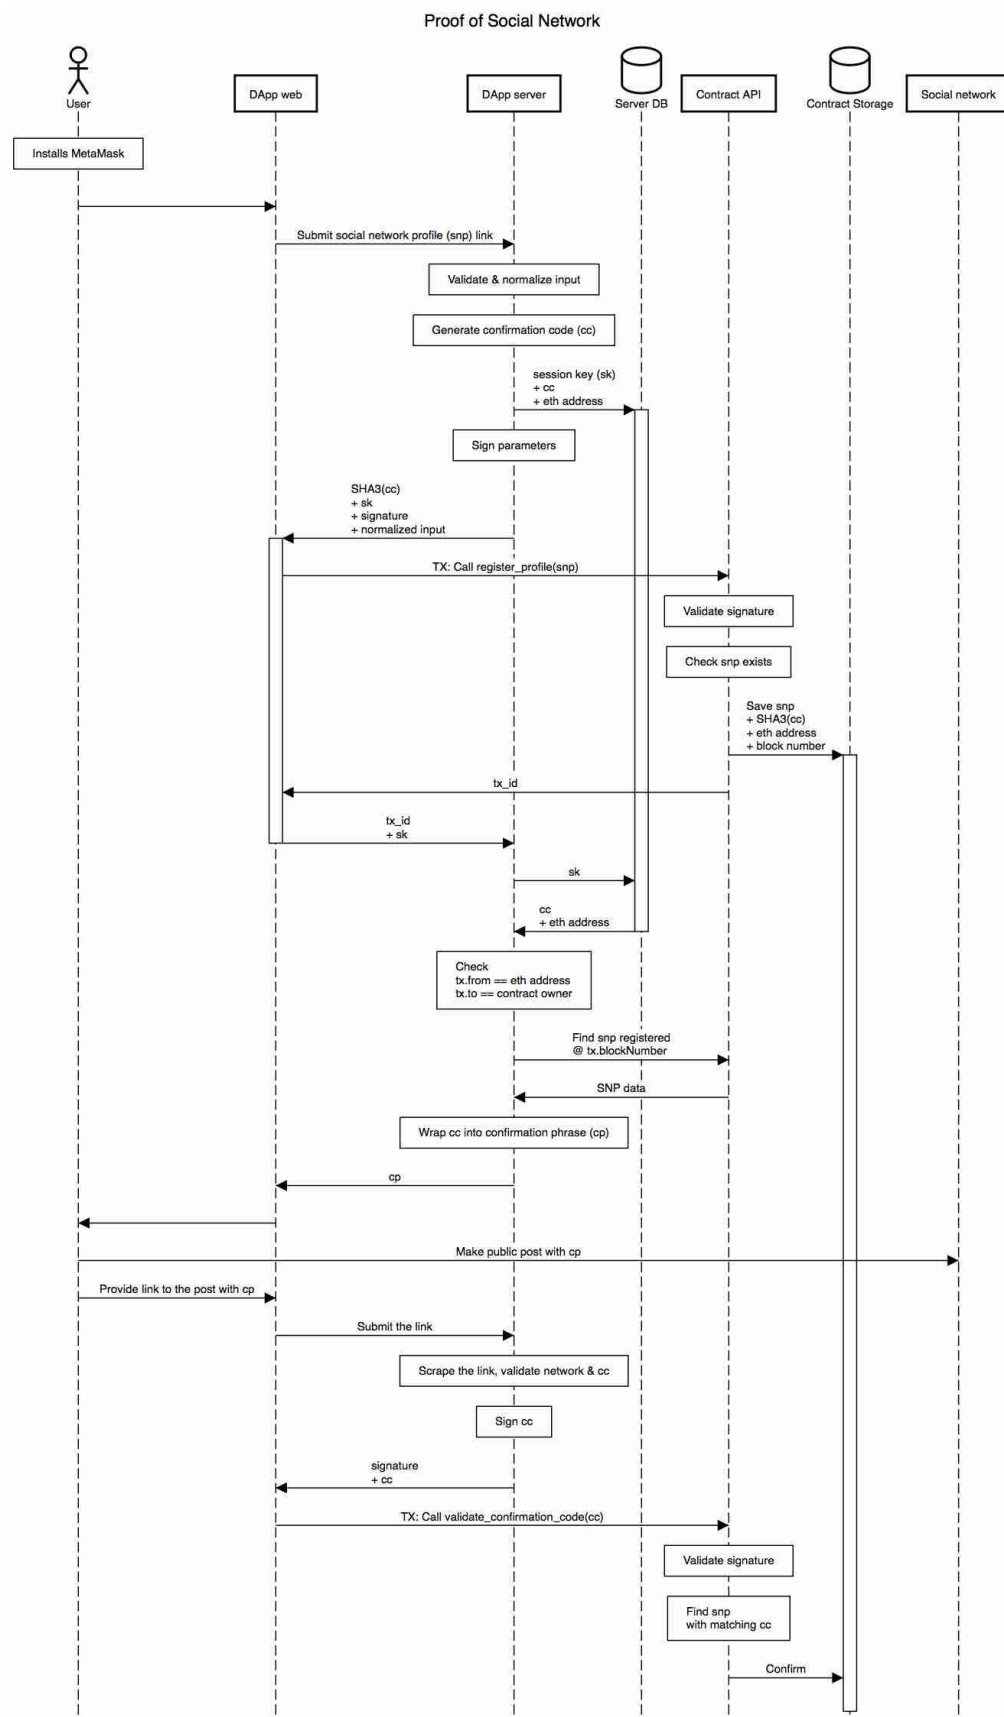 Proof of Social Network
User
DApp web
DApp server
Server DB
Contract API
Contract Storage
Social network
Installs MetaMask
Submit social network profile (snp) link
Validate & normalize input
Generate confirmation code (cc)
session key (sk)
+ cc
+ eth address
Sign parameters
SHA3(cc)
+ sk
+ signature
+ normalized input
TX: Call register_profile(snp)
Validate signature
Check snp exists
Save snp
+ SHA3(cc)
+ eth address
+ block number
tx_id
tx_id
+ sk
sk
cc
+ eth address
Check
tx.from == eth address
tx.to == contract owner
Find snp registered
@ tx.blockNumber
SNP data
Wrap cc into confirmation phrase (cp)
cp
Make public post with cp
Provide link to the post with cp
Submit the link
Scrape the link, validate network & cc
Sign cc
signature
+ cc
TX: Call validate_confirmation_code(cc)
Validate signature
Find snp
with matching cc
Confirm